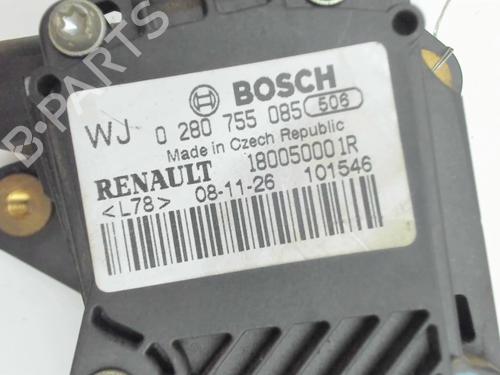 BOSCH
WJ 0 280 755 085 506
Made in Czech Republic
RENAULT 180050001R
<L78> 08-11-26 101546
B-PARTS